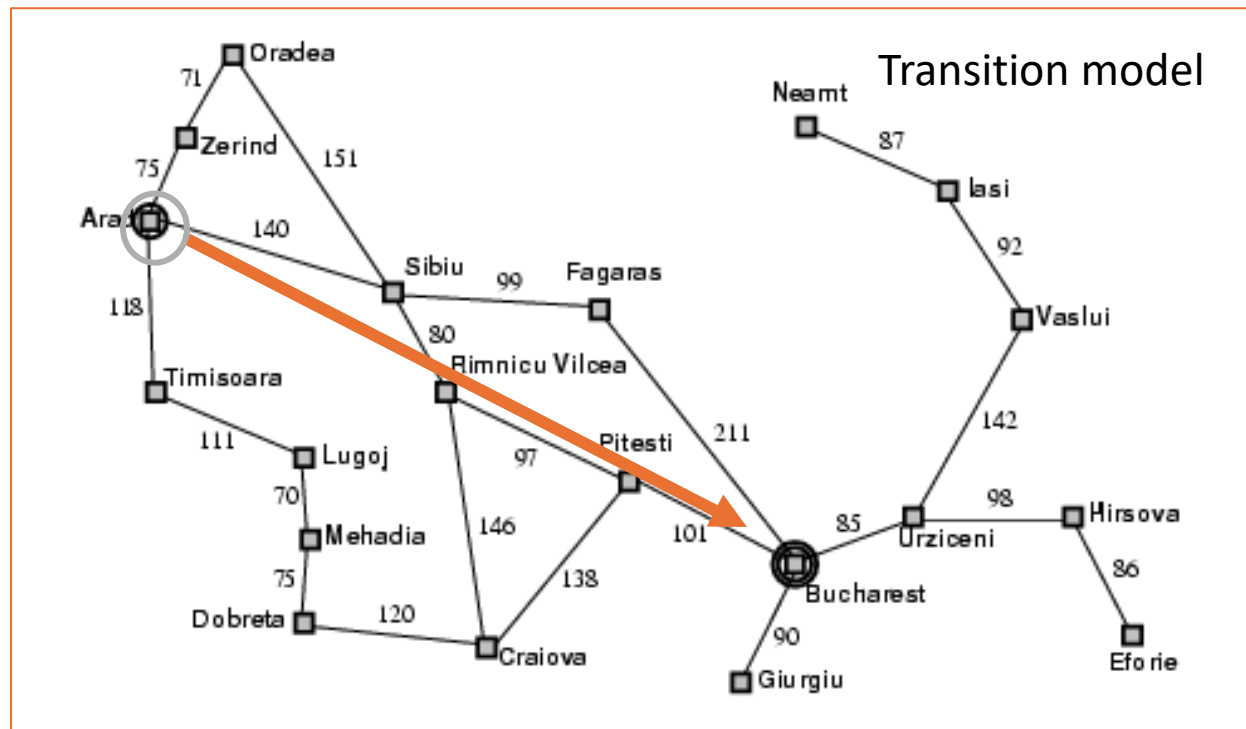 Oradea
Transition model
71
Neamt
Zerind
87
75
151
Iasi
Arad
140
92
Sibiu
Fagaras
99
118
Vaslui
80
Rimnicu Vilcea
Timisoara
142
111
Pitesti
211
Lugoj
97
70
98
Hirsova
146
101
85
Mehadia
Urziceni
138
86
75
Bucharest
Dobreta
120
90
Craiova
Eforie
Giurgiu